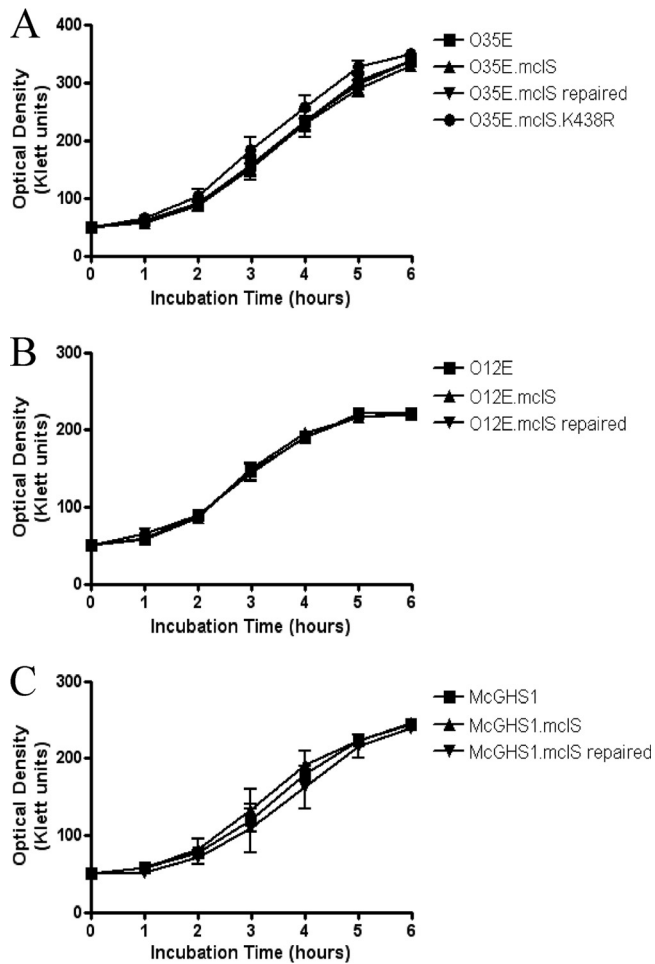 A
Optical Density
(Klett units)
400
300
200
100
0
0 1 2 3 4 5 6
Incubation Time (hours)
O35E
O35E.mclS
O35E.mclS repaired
O35E.mclS.K438R
B
Optical Density
(Klett units)
300
200
100
0
0 1 2 3 4 5 6
Incubation Time (hours)
O12E
O12E.mclS
O12E.mclS repaired
C
Optical Density
(Klett units)
300
200
100
0
0 1 2 3 4 5 6
Incubation Time (hours)
McGHS1
McGHS1.mclS
McGHS1.mclS repaired